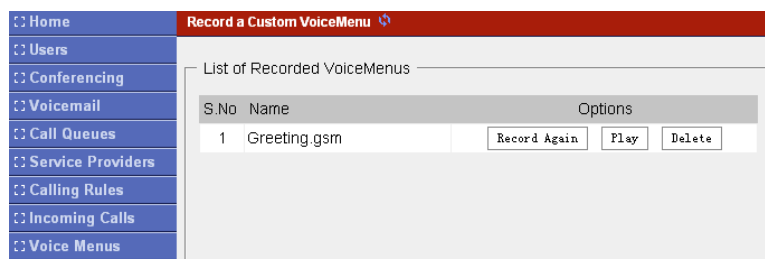 Home
Users
Conferencing
Voicemail
Call Queues
Service Providers
Calling Rules
Incoming Calls
Voice Menus
Record a Custom VoiceMenu
List of Recorded VoiceMenus
S.No Name Options
1 Greeting.gsm Record Again Play Delete